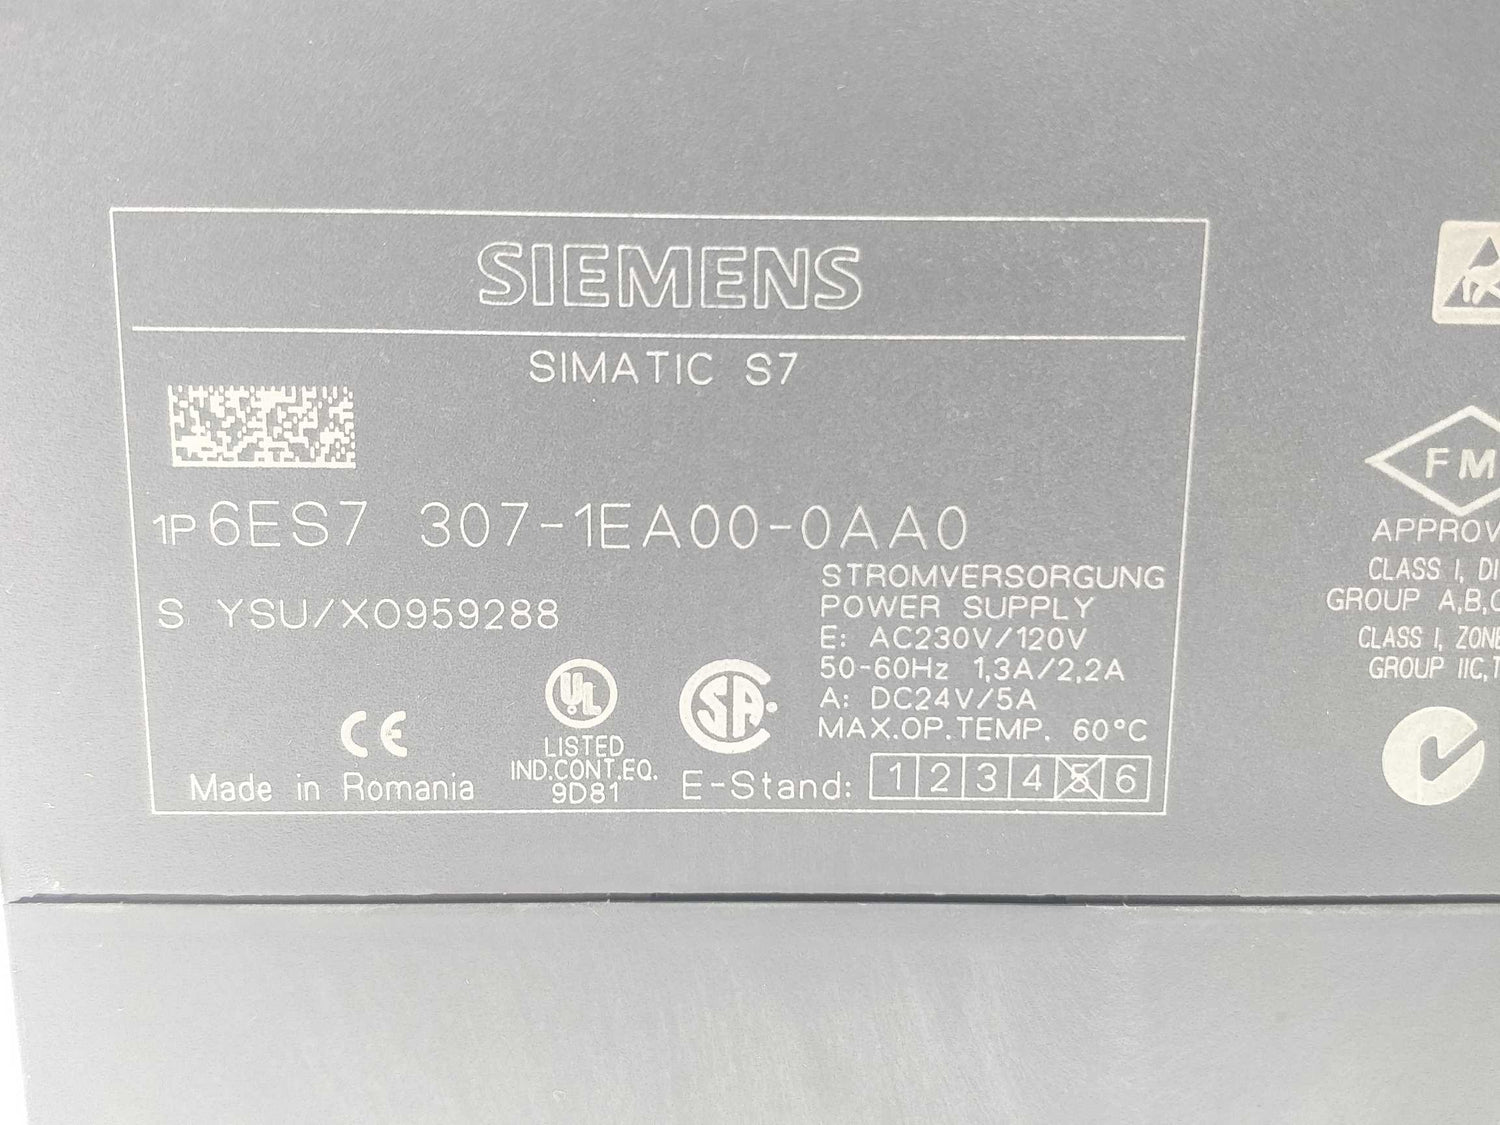 SIEMENS
SIMATIC S7
1P 6ES7 307-1EA00-0AA0
S YSU/X0959288
STROMVERSORGUNG
POWER SUPPLY
E: AC230V/120V
50-60Hz 1,3A/2,2A
A: DC24V/5A
MAX.OP.TEMP. 60°C
CE
UL
LISTED
IND.CONT.EQ.
9D81
SA
Made in Romania
E-Stand: 1 2 3 4 5 6
FM
APPROV
CLASS I, DI
GROUP A,B,C
CLASS I, ZONE
GROUP IIC,T